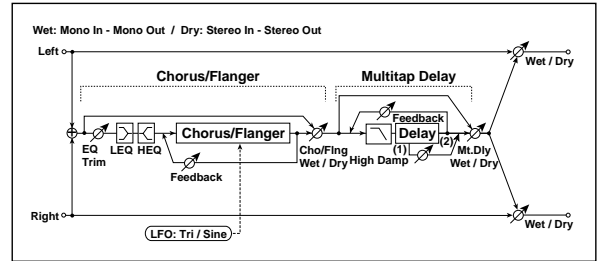 Wet: Mono In - Mono Out / Dry: Stereo In - Stereo Out
Left
Wet / Dry
Chorus/Flanger
Multitap Delay
Feedback
EQ Trim
LEQ HEQ
Chorus/Flanger
Cho/Flng
Wet / Dry
High Damp
Delay
(1)
(2)
Mt.Dly
Wet / Dry
Feedback
Right
LFO: Tri / Sine
Wet / Dry